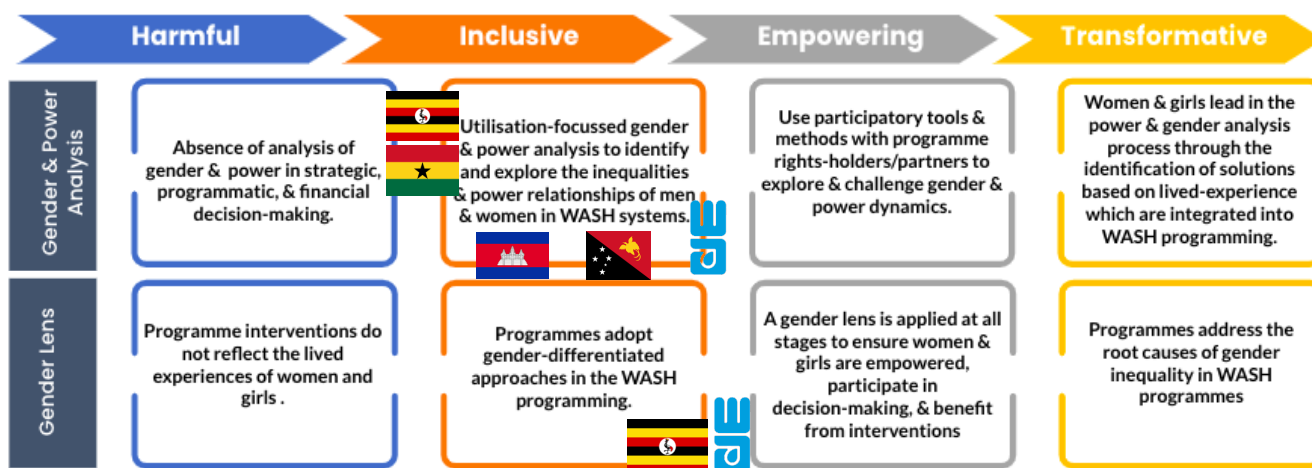 Harmful
Inclusive
Empowering
Transformative
Gender & Power
Analysis
Absence of analysis of
gender & power in strategic,
programmatic, & financial
decision-making.
Utilisation-focussed gender
& power analysis to identify
and explore the inequalities
& power relationships of men
& women in WASH systems.
Use participatory tools &
methods with programme
rights-holders/partners to
explore & challenge gender &
power dynamics.
Women & girls lead in the
power & gender analysis
process through the
identification of solutions
based on lived-experience
which are integrated into
WASH programming.
Gender Lens
Programme interventions do
not reflect the lived
experiences of women and
girls .
Programmes adopt
gender-differentiated
approaches in the WASH
programming.
A gender lens is applied at all
stages to ensure women &
girls are empowered,
participate in
decision-making, & benefit
from interventions
Programmes address the
root causes of gender
inequality in WASH
programmes